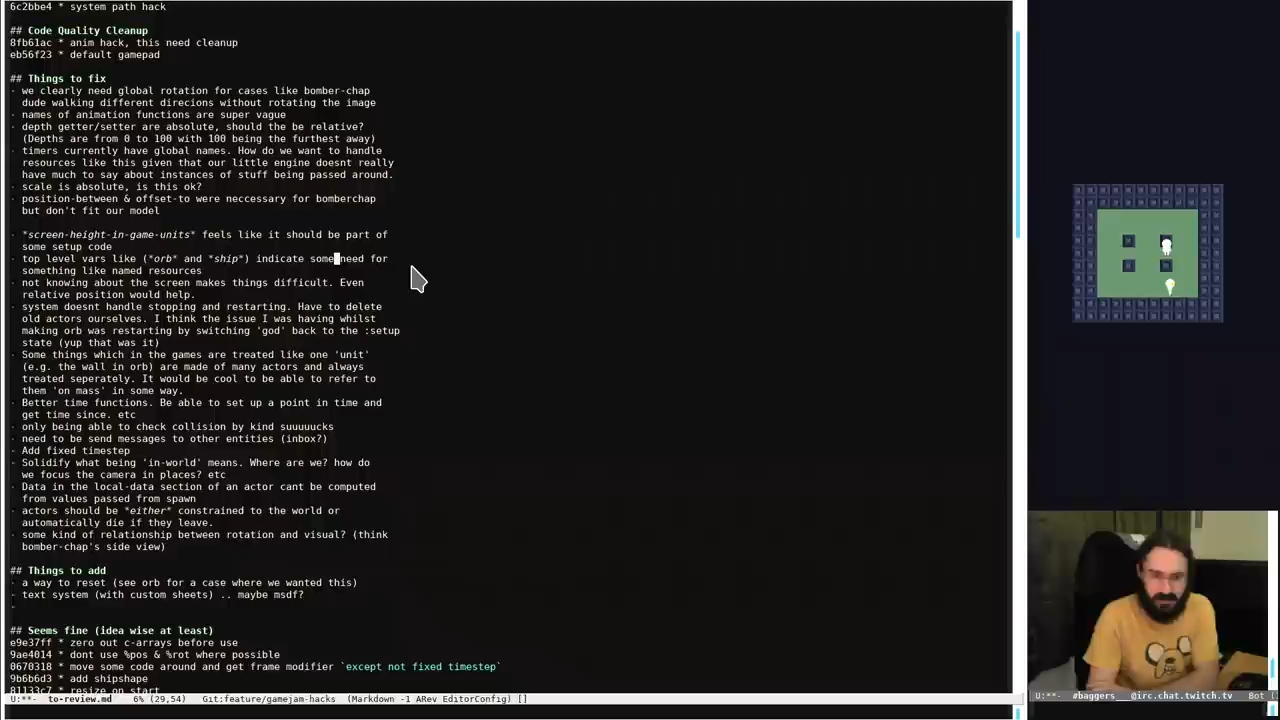 6c2bbe4 * system path hack
## Code Quality Cleanup
8fb61ac * anim hack, this need cleanup
eb56f23 * default gamepad
## Things to fix
- we clearly need global rotation for cases like bomber-chap
dude walking different direcions without rotating the image
- names of animation functions are super vague
- depth getter/setter are absolute, should the be relative?
(Depths are from 0 to 100 with 100 being the furthest away)
- timers currently have global names. How do we want to handle
resources like this given that our little engine doesnt really
have much to say about instances of stuff being passed around.
- scale is absolute, is this ok?
- position-between & offset-to were neccessary for bomberchap
but don't fit our model
- *screen-height-in-game-units* feels like it should be part of
some setup code
- top level vars like (*orb* and *ship*) indicate some need for
something like named resources
- not knowing about the screen makes things difficult. Even
relative position would help.
- system doesnt handle stopping and restarting. Have to delete
old actors ourselves. I think the issue I was having whilst
making orb was restarting by switching 'god' back to the :setup
state (yup that was it)
- Some things which in the games are treated like one 'unit'
(e.g. the wall in orb) are made of many actors and always
treated seperately. It would be cool to be able to refer to
them 'on mass' in some way.
- Better time functions. Be able to set up a point in time and
get time since. etc
- only being able to check collision by kind suuuuucks
- need to be send messages to other entities (inbox?)
- Add fixed timestep
- Solidify what being 'in-world' means. Where are we? how do
we focus the camera in places? etc
- Data in the local-data section of an actor cant be computed
from values passed from spawn
- actors should be *either* constrained to the world or
automatically die if they leave.
- some kind of relationship between rotation and visual? (think
bomber-chap's side view)
## Things to add
- a way to reset (see orb for a case where we wanted this)
- text system (with custom sheets) .. maybe msdf?
-
## Seems fine (idea wise at least)
e9e37ff * zero out c-arrays before use
9ae4014 * dont use %pos & %rot where possible
0670318 * move some code around and get frame modifier `except not fixed timestep`
9b6b6d3 * add shipshape
81133c7 * resize on start
U:**- to-review.md 6% (29,54) Git:feature/gamejam-hacks (Markdown -1 ARev EditorConfig) []
U:**- #baggers_ @irc.chat.twitch.tv Bot